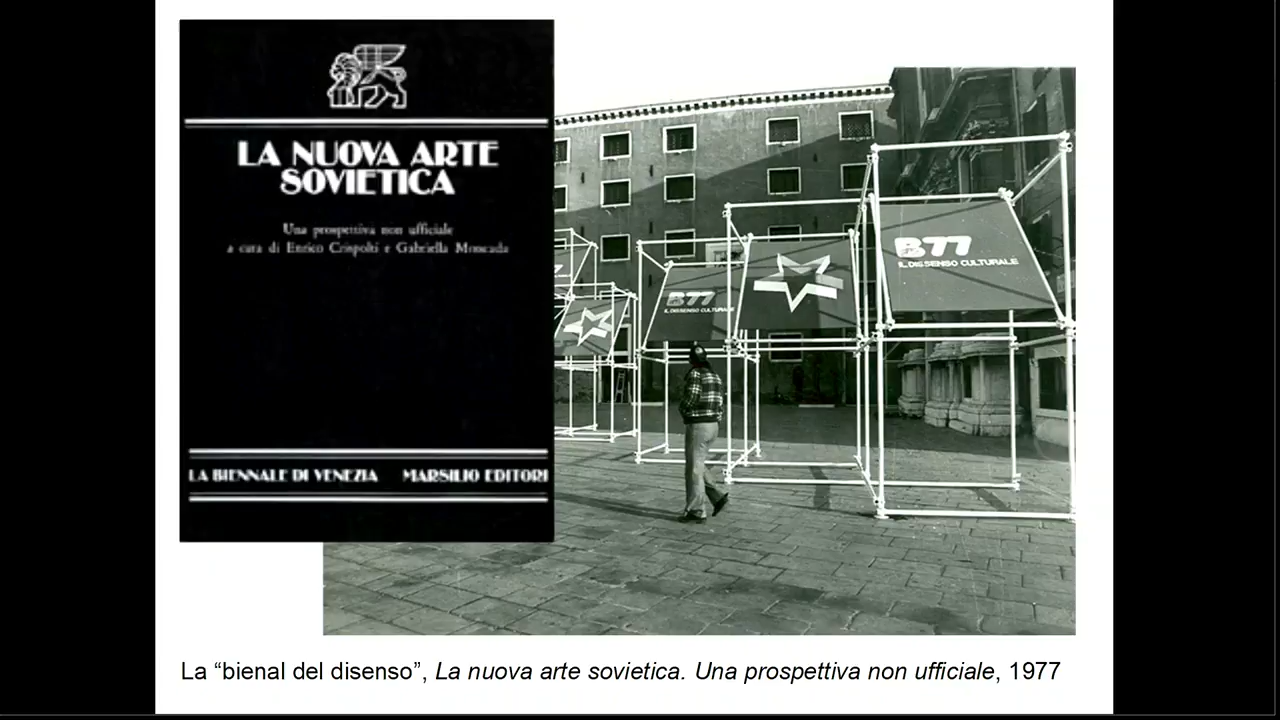 LA NUOVA ARTE
SOVIETICA
Una prospettiva non ufficiale
a cura di Enrico Crispolti e Gabriella Moncada
LA BIENNALE DI VENEZIA MARSILIO EDITORI
B77
IL DISSENSO CULTURALE
B77
IL DISSENSO CULTURALE
La “bienal del disenso”, La nuova arte sovietica. Una prospettiva non ufficiale, 1977